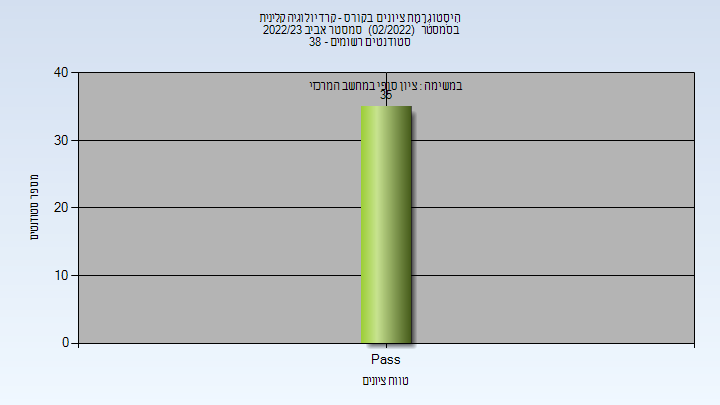 היסטוגרמת ציונים בקורס - קרדיולוגיה קלינית
בסמסטר (02/2022) סמסטר אביב 2022/23
סטודנטים רשומים - 38
במשימה : ציון סופי במחשב המרכזי
35
40
30
20
10
0
מספר סטודנטים
Pass
טווח ציונים